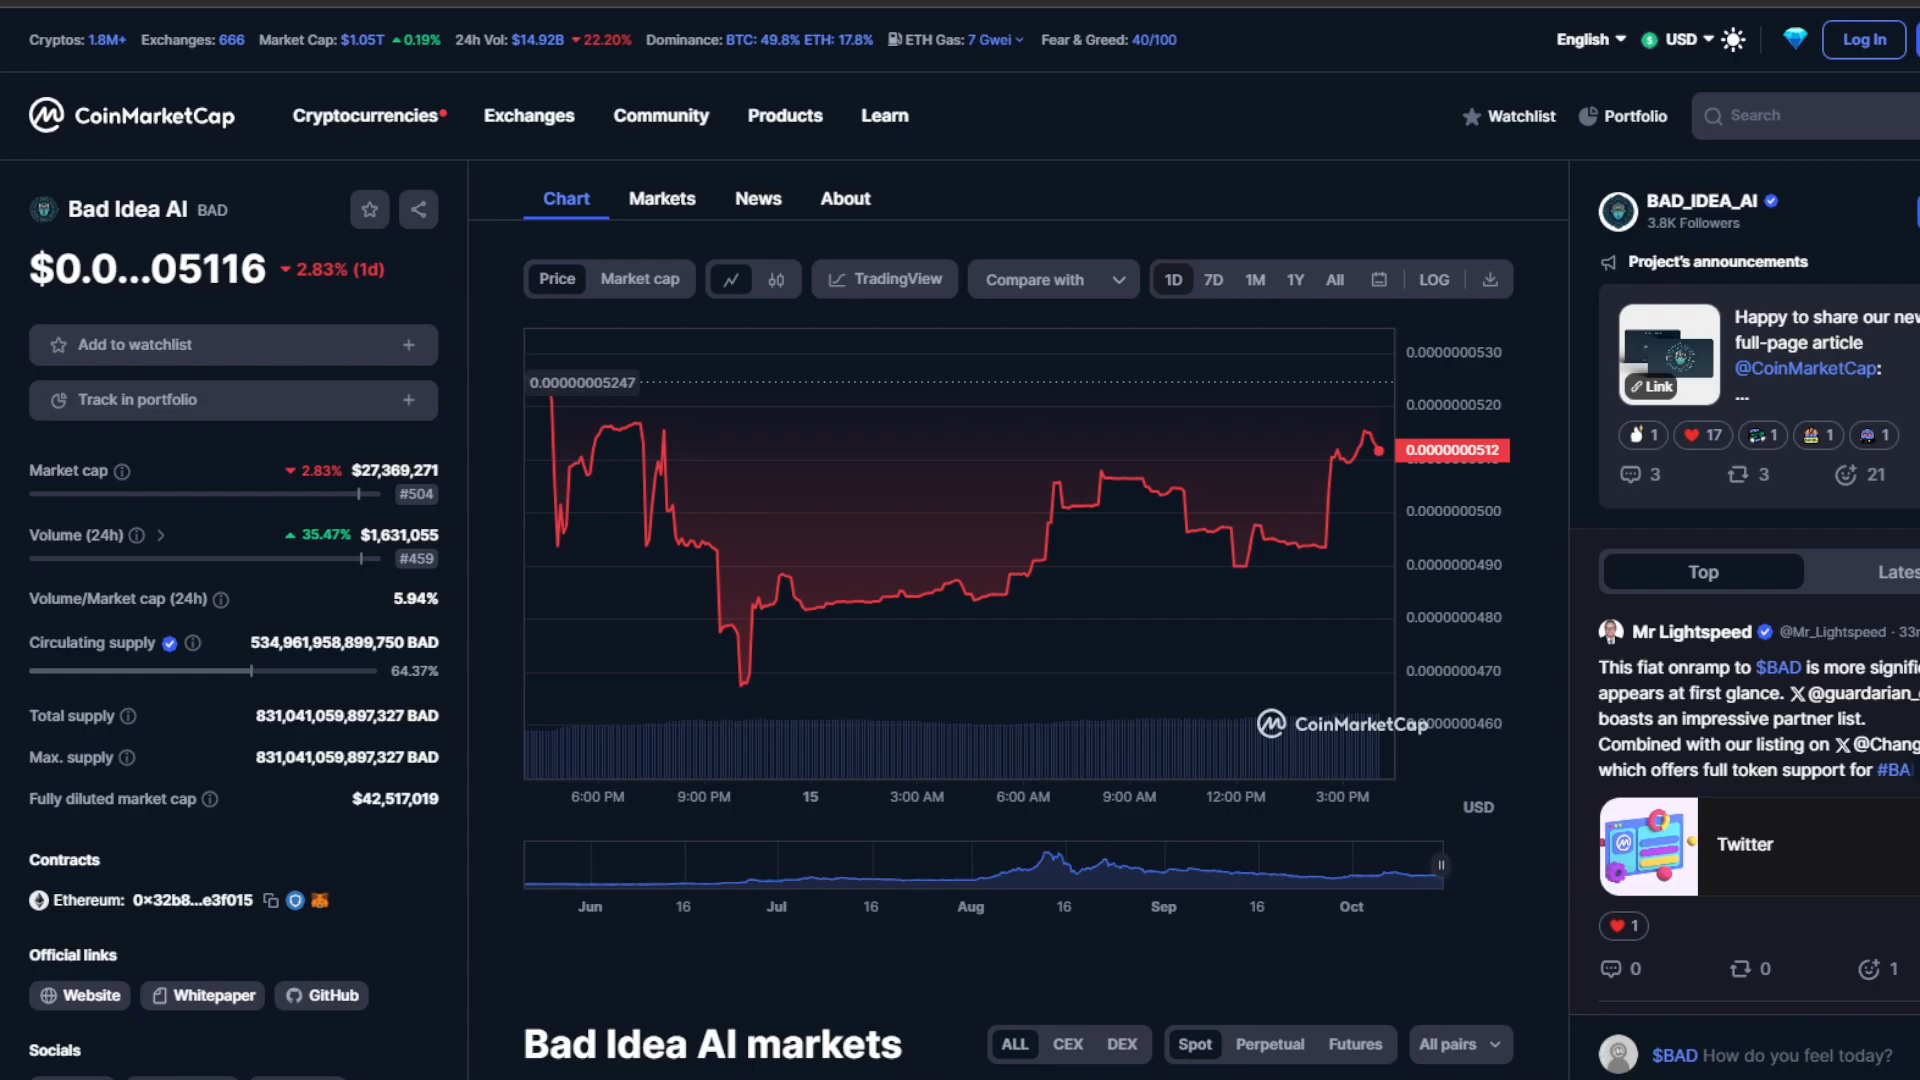 Cryptos: 1.8M+ Exchanges: 666 Market Cap: $1.05T 0.19% 24h Vol: $14.92B 22.20% Dominance: BTC: 49.8% ETH: 17.8% ETH Gas: 7 Gwei Fear & Greed: 40/100
English USD Log In
CoinMarketCap Cryptocurrencies Exchanges Community Products Learn Watchlist Portfolio Search
Bad Idea AI BAD
$0.0...05116 2.83% (1d)
Add to watchlist +
Track in portfolio +
Market cap 2.83% $27,369,271
#504
Volume (24h) 35.47% $1,631,055
#459
Volume/Market cap (24h) 5.94%
Circulating supply 534,961,958,899,750 BAD
64.37%
Total supply 831,041,059,897,327 BAD
Max. supply 831,041,059,897,327 BAD
Fully diluted market cap $42,517,019
Contracts
Ethereum: 0x32b8...e3f015
Official links
Website Whitepaper GitHub
Socials
Chart Markets News About
Price Market cap TradingView Compare with 1D 7D 1M 1Y All LOG
0.0000000530
0.00000005247
0.0000000520
0.0000000512
0.0000000500
0.0000000490
0.0000000480
0.0000000470
CoinMarketCap
0.0000000460
6:00 PM 9:00 PM 15 3:00 AM 6:00 AM 9:00 AM 12:00 PM 3:00 PM
USD
Jun 16 Jul 16 Aug 16 Sep 16 Oct
Bad Idea AI markets
ALL CEX DEX Spot Perpetual Futures All pairs
BAD_IDEA_AI
3.8K Followers
Project's announcements
Happy to share our new
full-page article
@CoinMarketCap:
...
Link
1 17 1 1 1
3 3 21
Top Lates
Mr Lightspeed @Mr_Lightspeed · 33m
This fiat onramp to $BAD is more signifi
appears at first glance. X@guardarian_
boasts an impressive partner list.
Combined with our listing on X@Chang
which offers full token support for #BA
Twitter
1
0 0 1
$BAD How do you feel today?